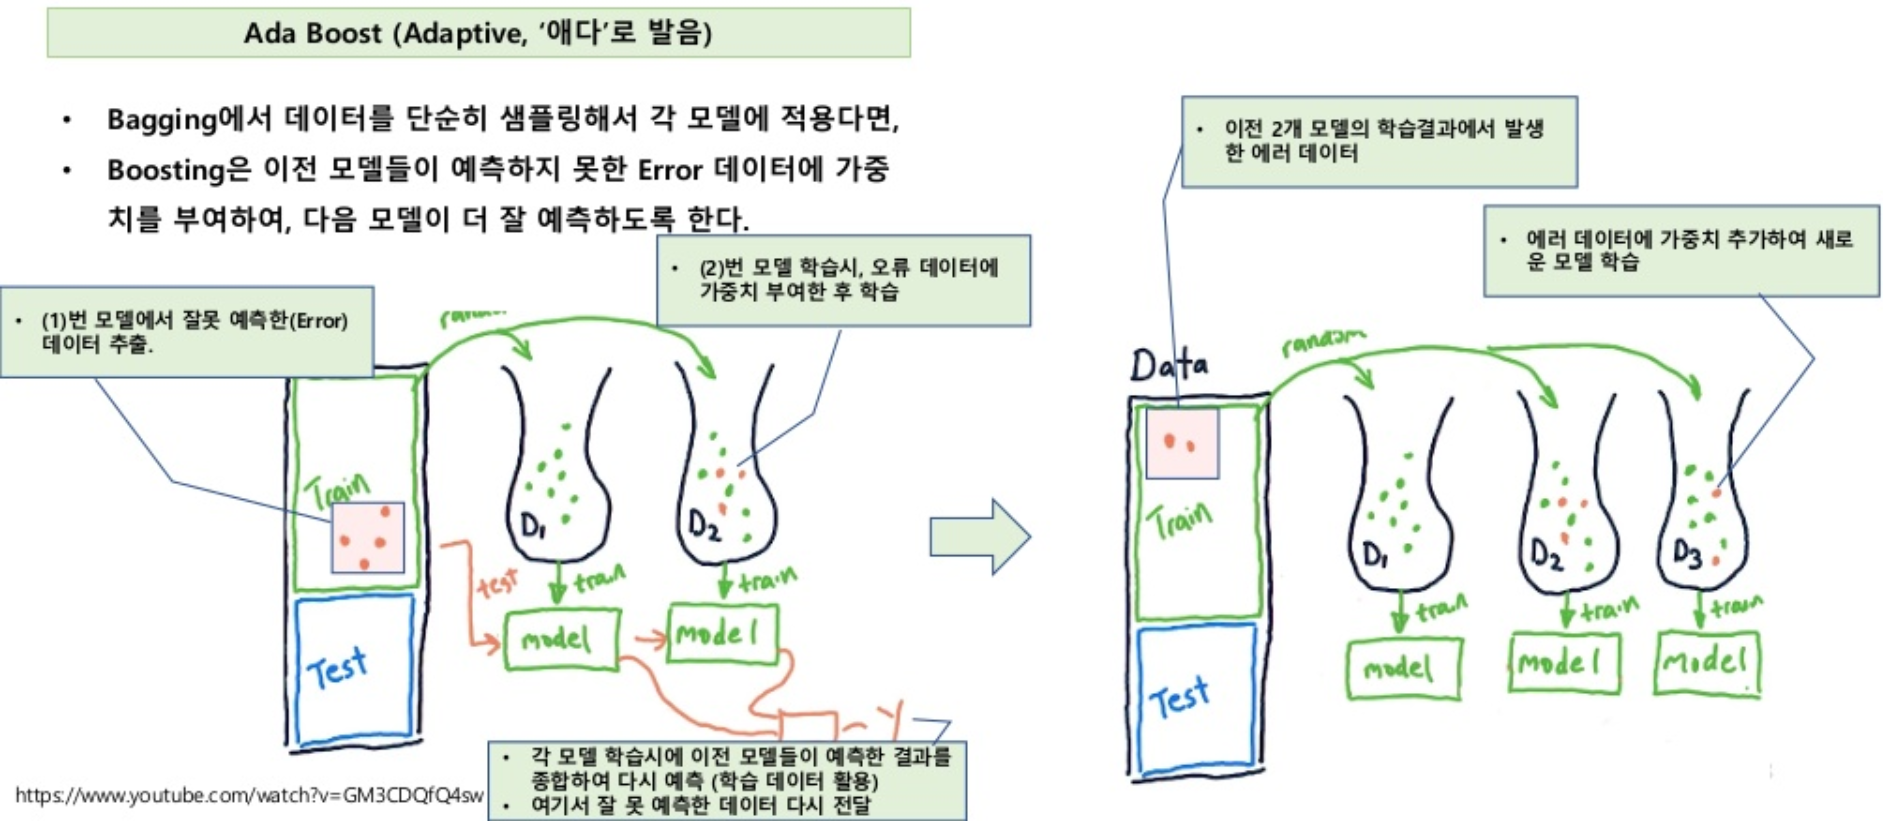 Ada Boost (Adaptive, ‘애다’로 발음)
• Bagging에서 데이터를 단순히 샘플링해서 각 모델에 적용다면,
• Boosting은 이전 모델들이 예측하지 못한 Error 데이터에 가중
치를 부여하여, 다음 모델이 더 잘 예측하도록 한다.
• (1)번 모델에서 잘못 예측한(Error)
데이터 추출.
• (2)번 모델 학습시, 오류 데이터에
가중치 부여한 후 학습
Train
Test
D1
D2
test
train
train
model
model
Y
• 각 모델 학습시에 이전 모델들이 예측한 결과를
종합하여 다시 예측 (학습 데이터 활용)
• 여기서 잘 못 예측한 데이터 다시 전달
https://www.youtube.com/watch?v=GM3CDQfQ4sw
• 이전 2개 모델의 학습결과에서 발생
한 에러 데이터
• 에러 데이터에 가중치 추가하여 새로
운 모델 학습
Data
random
Train
Test
D1
D2
D3
train
train
train
model
model
model